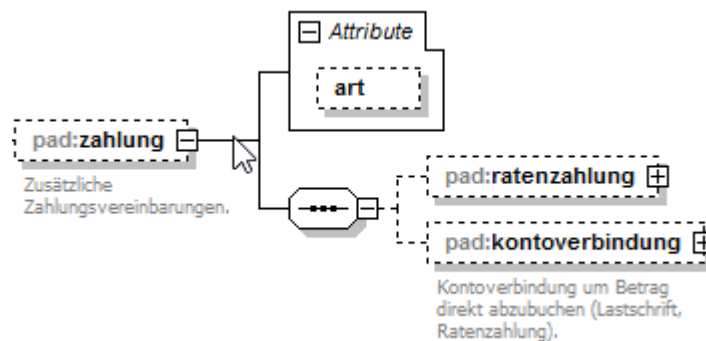 Attribute
art
pad:zahlung
Zusätzliche
Zahlungsvereinbarungen.
pad:ratenzahlung
pad:kontoverbindung
Kontoverbindung um Betrag
direkt abzubuchen (Lastschrift,
Ratenzahlung).